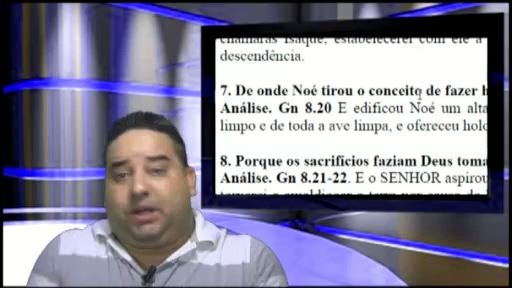 chamarás Isaque, estabelecerei com ele a
descendência.
7. De onde Noé tirou o conceito de fazer h
Análise. Gn 8.20 E edificou Noé um alta
limpo e de toda a ave limpa, e ofereceu holo
8. Porque os sacrifícios faziam Deus toma
Análise. Gn 8.21-22. E o SENHOR aspirou